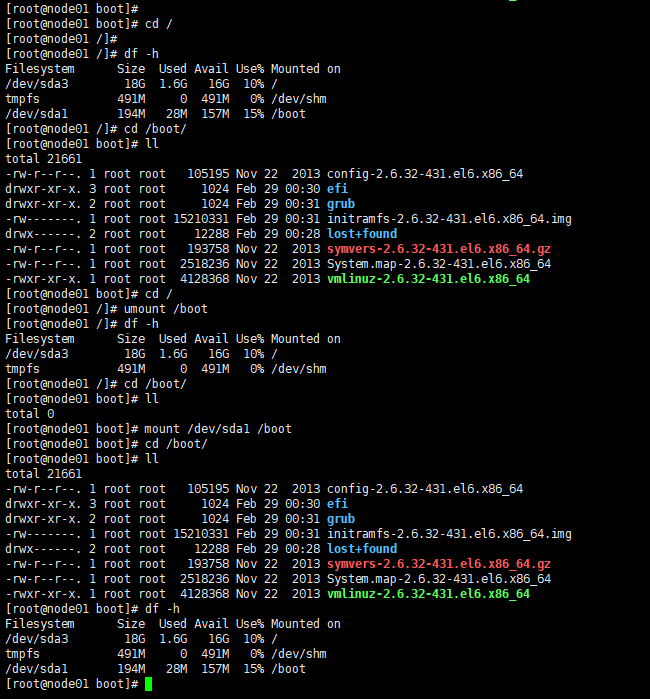 [root@node01 boot]#
[root@node01 boot]# cd /
[root@node01 /]#
[root@node01 /]# df -h
Filesystem      Size  Used Avail Use% Mounted on
/dev/sda3        18G  1.6G   16G  10% /
tmpfs           491M     0  491M   0% /dev/shm
/dev/sda1       194M   28M  157M  15% /boot
[root@node01 /]# cd /boot/
[root@node01 boot]# ll
total 21661
-rw-r--r--. 1 root root   105195 Nov 22  2013 config-2.6.32-431.el6.x86_64
drwxr-xr-x. 3 root root     1024 Feb 29 00:30 efi
drwxr-xr-x. 2 root root     1024 Feb 29 00:31 grub
-rw-------. 1 root root 15210331 Feb 29 00:31 initramfs-2.6.32-431.el6.x86_64.img
drwx------. 2 root root    12288 Feb 29 00:28 lost+found
-rw-r--r--. 1 root root   193758 Nov 22  2013 symvers-2.6.32-431.el6.x86_64.gz
-rw-r--r--. 1 root root  2518236 Nov 22  2013 System.map-2.6.32-431.el6.x86_64
-rwxr-xr-x. 1 root root  4128368 Nov 22  2013 vmlinuz-2.6.32-431.el6.x86_64
[root@node01 boot]# cd /
[root@node01 /]# umount /boot
[root@node01 /]# df -h
Filesystem      Size  Used Avail Use% Mounted on
/dev/sda3        18G  1.6G   16G  10% /
tmpfs           491M     0  491M   0% /dev/shm
[root@node01 /]# cd /boot/
[root@node01 boot]# ll
total 0
[root@node01 boot]# mount /dev/sda1 /boot
[root@node01 boot]# cd /boot/
[root@node01 boot]# ll
total 21661
-rw-r--r--. 1 root root   105195 Nov 22  2013 config-2.6.32-431.el6.x86_64
drwxr-xr-x. 3 root root     1024 Feb 29 00:30 efi
drwxr-xr-x. 2 root root     1024 Feb 29 00:31 grub
-rw-------. 1 root root 15210331 Feb 29 00:31 initramfs-2.6.32-431.el6.x86_64.img
drwx------. 2 root root    12288 Feb 29 00:28 lost+found
-rw-r--r--. 1 root root   193758 Nov 22  2013 symvers-2.6.32-431.el6.x86_64.gz
-rw-r--r--. 1 root root  2518236 Nov 22  2013 System.map-2.6.32-431.el6.x86_64
-rwxr-xr-x. 1 root root  4128368 Nov 22  2013 vmlinuz-2.6.32-431.el6.x86_64
[root@node01 boot]# df -h
Filesystem      Size  Used Avail Use% Mounted on
/dev/sda3        18G  1.6G   16G  10% /
tmpfs           491M     0  491M   0% /dev/shm
/dev/sda1       194M   28M  157M  15% /boot
[root@node01 boot]#